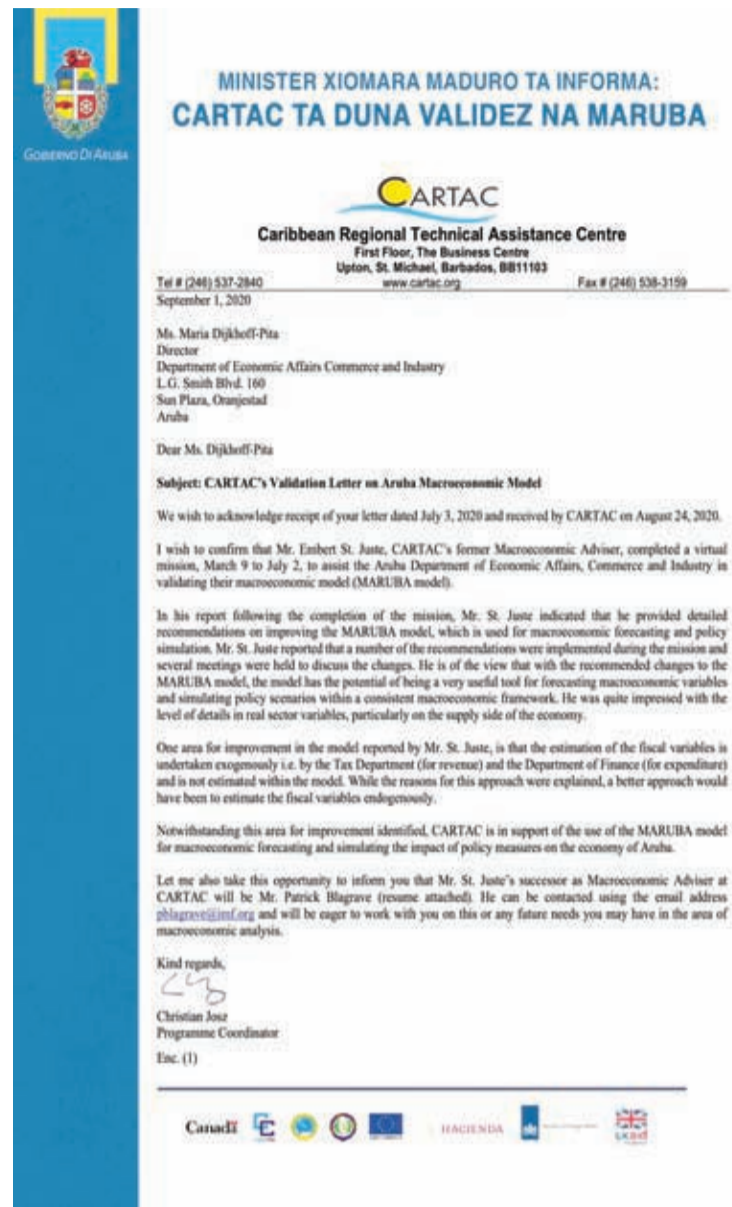 GOBIERNO DI ARUBA
MINISTER XIOMARA MADURO TA INFORMA:
CARTAC TA DUNA VALIDEZ NA MARUBA
CARTAC
Caribbean Regional Technical Assistance Centre
First Floor, The Business Centre
Upton, St. Michael, Barbados, BB11103
Tel # (246) 537-2840 www.cartac.org Fax # (246) 538-3159
September 1, 2020
Ms. Maria Dijkhoff-Pita
Director
Department of Economic Affairs Commerce and Industry
L.G. Smith Blvd. 160
Sun Plaza, Oranjestad
Aruba
Dear Ms. Dijkhoff-Pita
Subject: CARTAC's Validation Letter on Aruba Macroeconomic Model
We wish to acknowledge receipt of your letter dated July 3, 2020 and received by CARTAC on August 24, 2020.
I wish to confirm that Mr. Embert St. Juste, CARTAC's former Macroeconomic Adviser, completed a virtual
mission, March 9 to July 2, to assist the Aruba Department of Economic Affairs, Commerce and Industry in
validating their macroeconomic model (MARUBA model).
In his report following the completion of the mission, Mr. St. Juste indicated that he provided detailed
recommendations on improving the MARUBA model, which is used for macroeconomic forecasting and policy
simulation. Mr. St. Juste reported that a number of the recommendations were implemented during the mission and
several meetings were held to discuss the changes. He is of the view that with the recommended changes to the
MARUBA model, the model has the potential of being a very useful tool for forecasting macroeconomic variables
and simulating policy scenarios within a consistent macroeconomic framework. He was quite impressed with the
level of details in real sector variables, particularly on the supply side of the economy.
One area for improvement in the model reported by Mr. St. Juste, is that the estimation of the fiscal variables is
undertaken exogenously i.e. by the Tax Department (for revenue) and the Department of Finance (for expenditure)
and is not estimated within the model. While the reasons for this approach were explained, a better approach would
have been to estimate the fiscal variables endogenously.
Notwithstanding this area for improvement identified, CARTAC is in support of the use of the MARUBA model
for macroeconomic forecasting and simulating the impact of policy measures on the economy of Aruba.
Let me also take this opportunity to inform you that Mr. St. Juste's successor as Macroeconomic Adviser at
CARTAC will be Mr. Patrick Blagrave (resume attached). He can be contacted using the email address
pblagrave@imf.org and will be eager to work with you on this or any future needs you may have in the area of
macroeconomic analysis.
Kind regards,
Christian Josz
Programme Coordinator
Enc. (1)
Canada HACIENDA UKaid